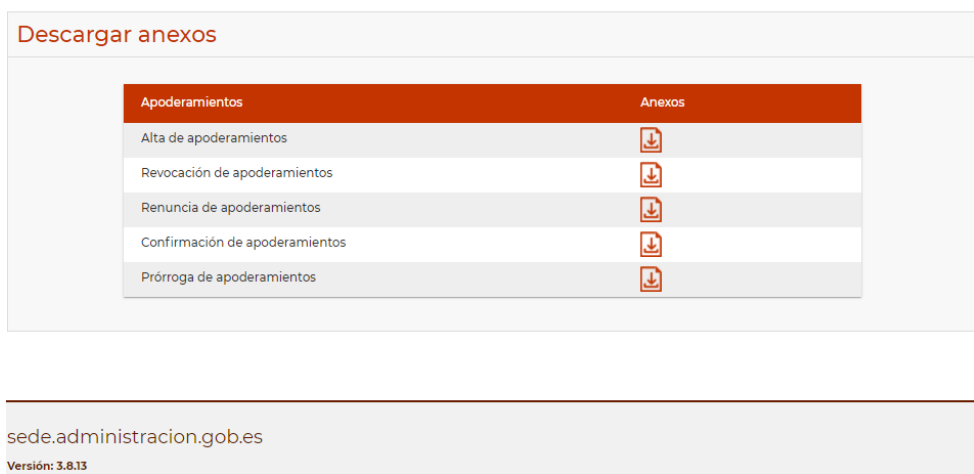 Descargar anexos
Apoderamientos Anexos
Alta de apoderamientos
Revocación de apoderamientos
Renuncia de apoderamientos
Confirmación de apoderamientos
Prórroga de apoderamientos
sede.administracion.gob.es
Versión: 3.8.13